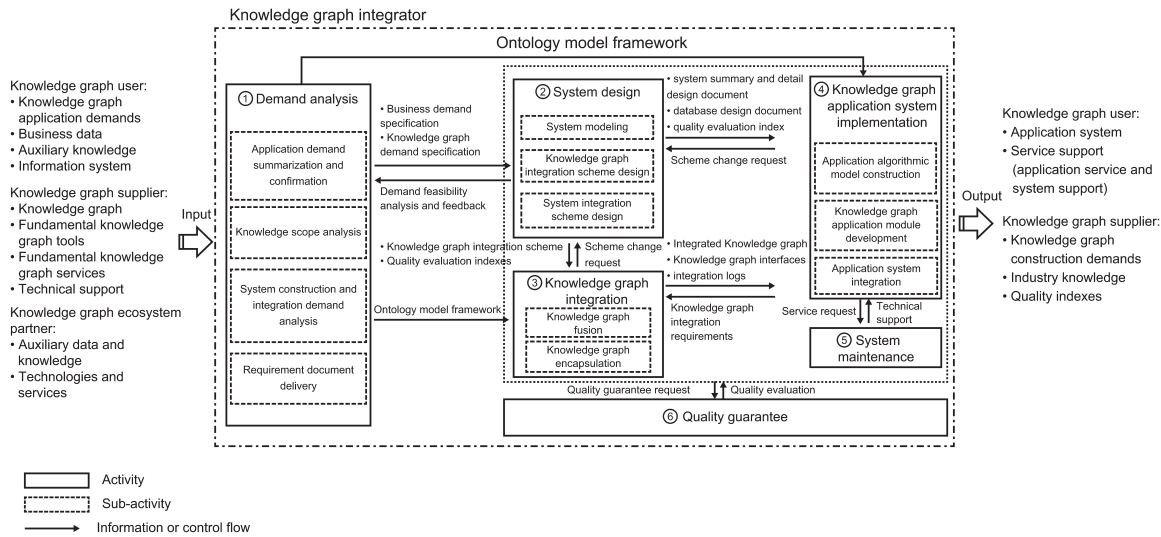 Knowledge graph integrator
Ontology model framework
Knowledge graph user:
• Knowledge graph
application demands
• Business data
• Auxiliary knowledge
• Information system
Knowledge graph supplier:
• Knowledge graph
• Fundamental knowledge
graph tools
• Fundamental knowledge
graph services
• Technical support
Knowledge graph ecosystem
partner:
• Auxiliary data and
knowledge
• Technologies and
services
Input
① Demand analysis
Application demand
summarization and
confirmation
Knowledge scope analysis
System construction and
integration demand
analysis
Requirement document
delivery
• Business demand
specification
• Knowledge graph
demand specification
Demand feasibility
analysis and feedback
• Knowledge graph integration scheme
• Quality evaluation indexes
Scheme change
request
Ontology model framework
② System design
System modeling
Knowledge graph
integration scheme design
System integration
scheme design
③ Knowledge graph
integration
Knowledge graph
fusion
Knowledge graph
encapsulation
• system summary and detail
design document
• database design document
• quality evaluation index
Scheme change request
• Integrated Knowledge graph
• Knowledge graph interfaces
• integration logs
Knowledge graph
integration
requirements
④ Knowledge graph
application system
implementation
Application algorithmic
model construction
Knowledge graph
application module
development
Application system
integration
Service request
Technical
support
⑤ System
maintenance
Quality guarantee request
Quality evaluation
⑥ Quality guarantee
Output
Knowledge graph user:
• Application system
• Service support
(application service and
system support)
Knowledge graph supplier:
• Knowledge graph
construction demands
• Industry knowledge
• Quality indexes
Activity
Sub-activity
Information or control flow